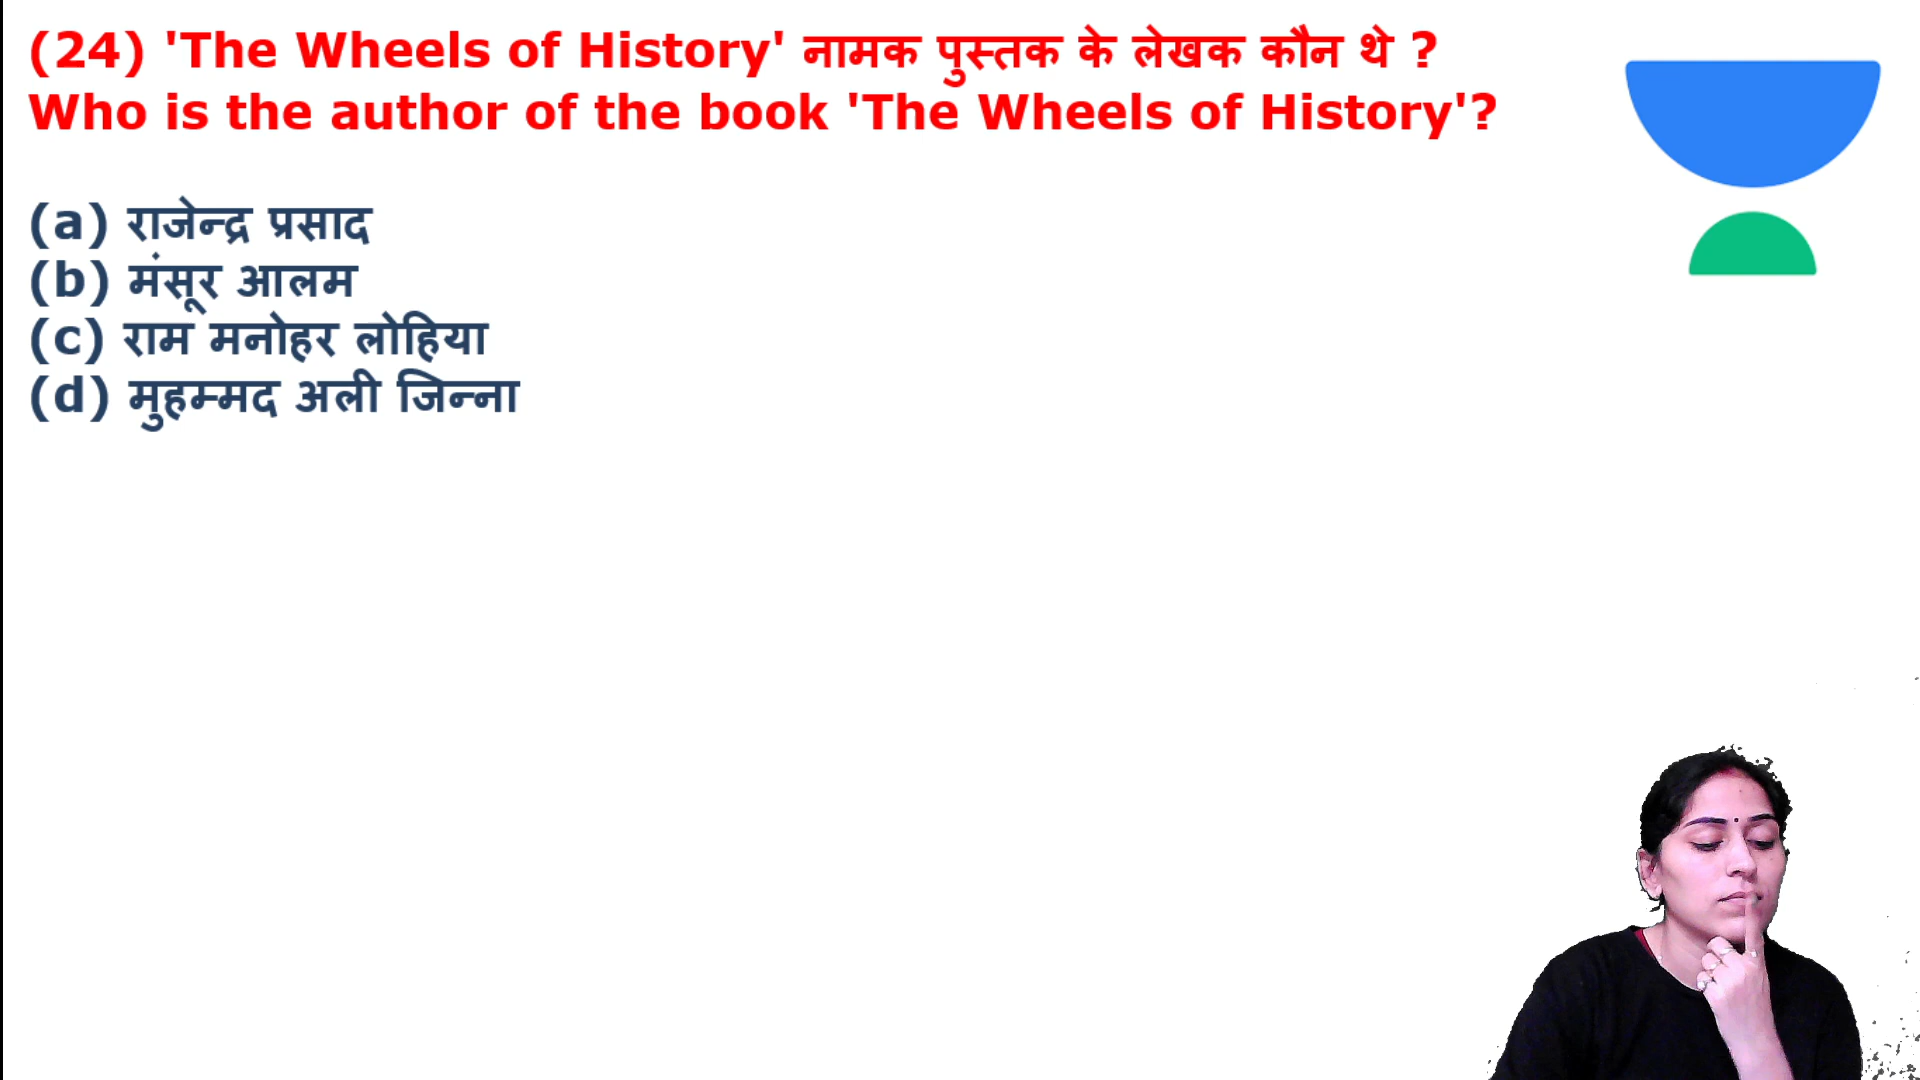 (24) 'The Wheels of History' नामक पुस्तक के लेखक कौन थे ?
Who is the author of the book 'The Wheels of History'?
(a) राजेन्द्र प्रसाद
(b) मंसूर आलम
(c) राम मनोहर लोहिया
(d) मुहम्मद अली जिन्ना